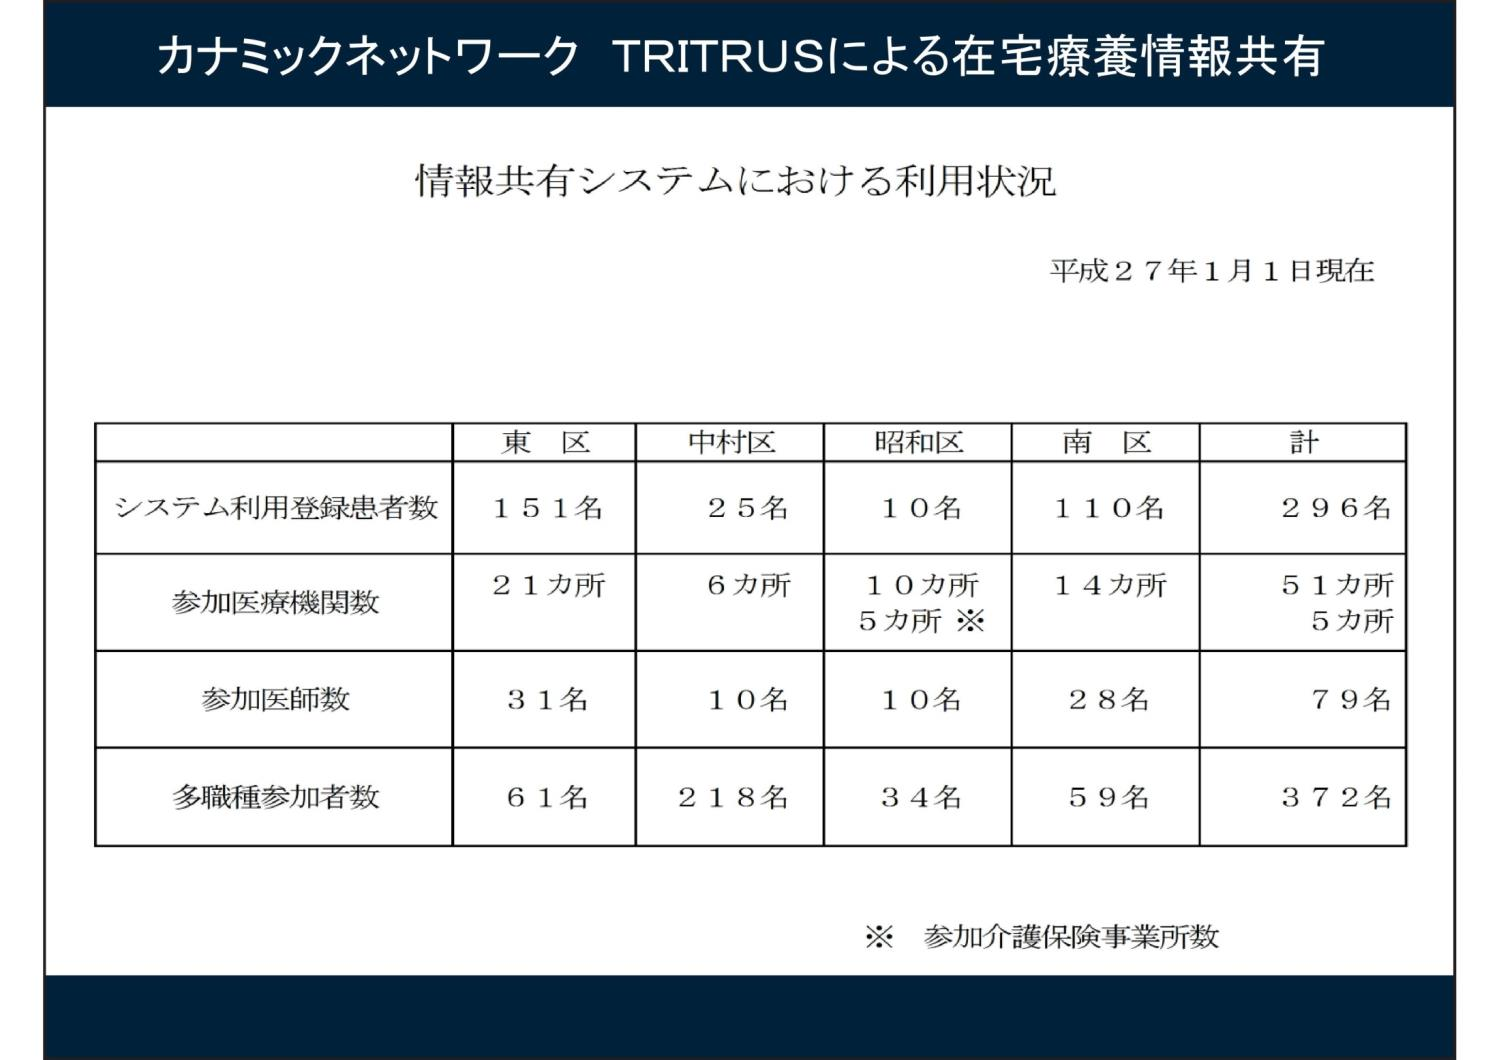 カナミックネットワーク　TRITRUSによる在宅療養情報共有
情報共有システムにおける利用状況
平成２７年１月１日現在
東　区 中村区 昭和区 南　区 計
システム利用登録患者数 １５１名 ２５名 １０名 １１０名 ２９６名
参加医療機関数 ２１カ所 ６カ所 １０カ所 １４カ所 ５１カ所
５カ所 ※ ５カ所
参加医師数 ３１名 １０名 １０名 ２８名 ７９名
多職種参加者数 ６１名 ２１８名 ３４名 ５９名 ３７２名
※　参加介護保険事業所数